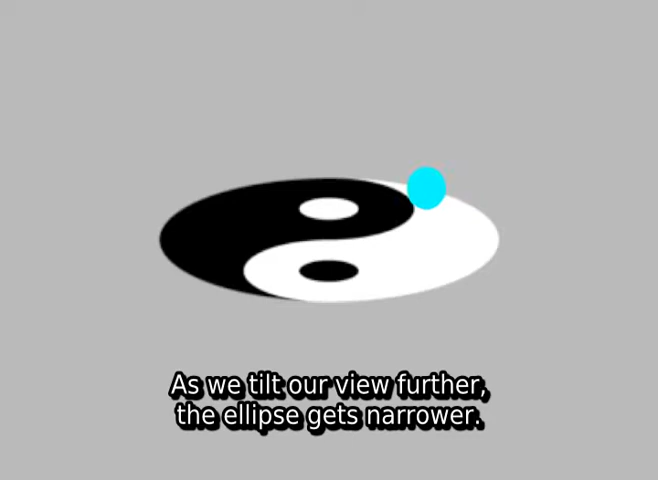 As we tilt our view further,
the ellipse gets narrower.